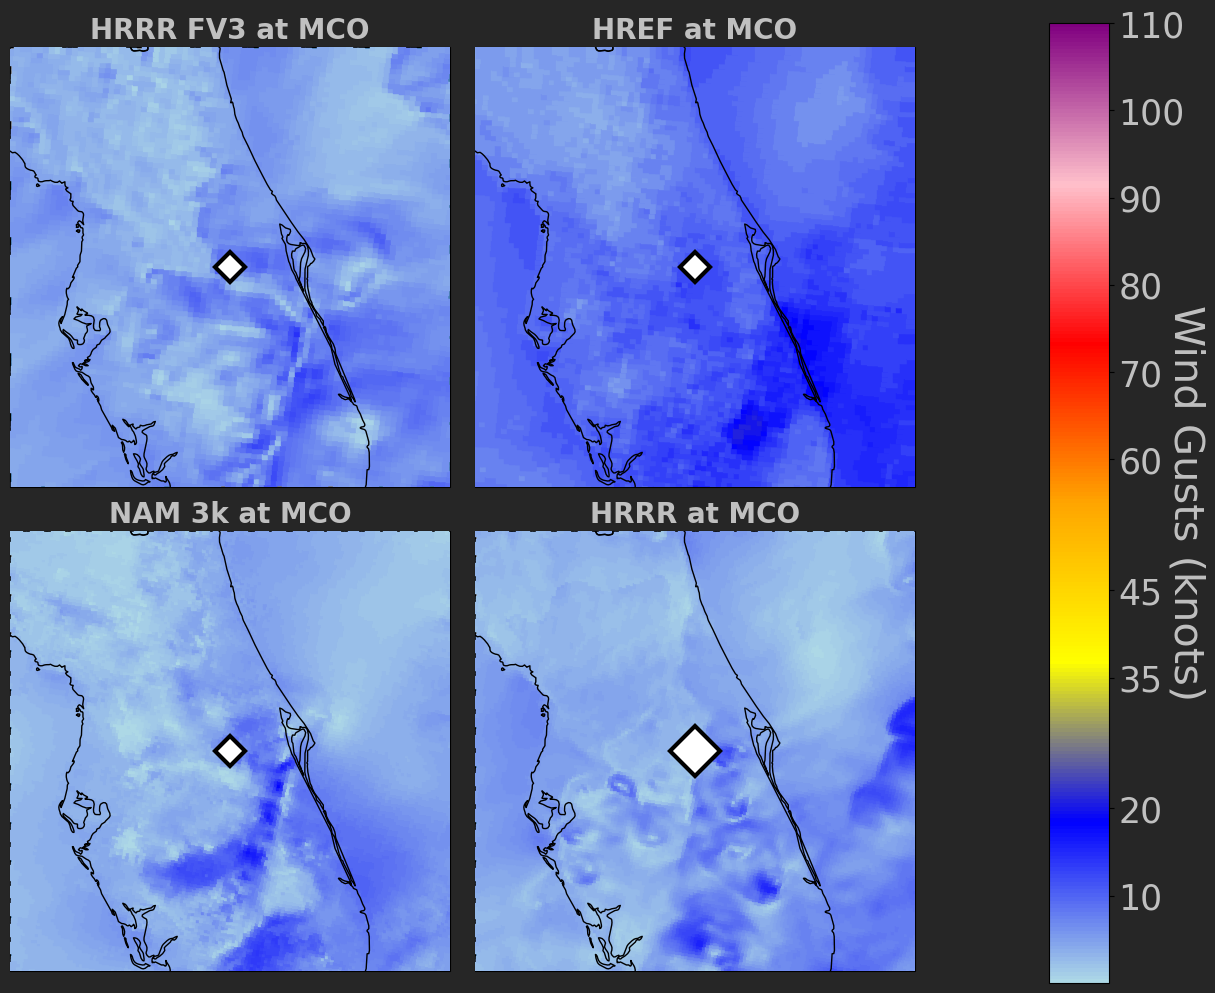 HRRR FV3 at MCO
HREF at MCO
NAM 3k at MCO
HRRR at MCO
110
100
90
80
70
60
45
35
20
10
Wind Gusts (knots)